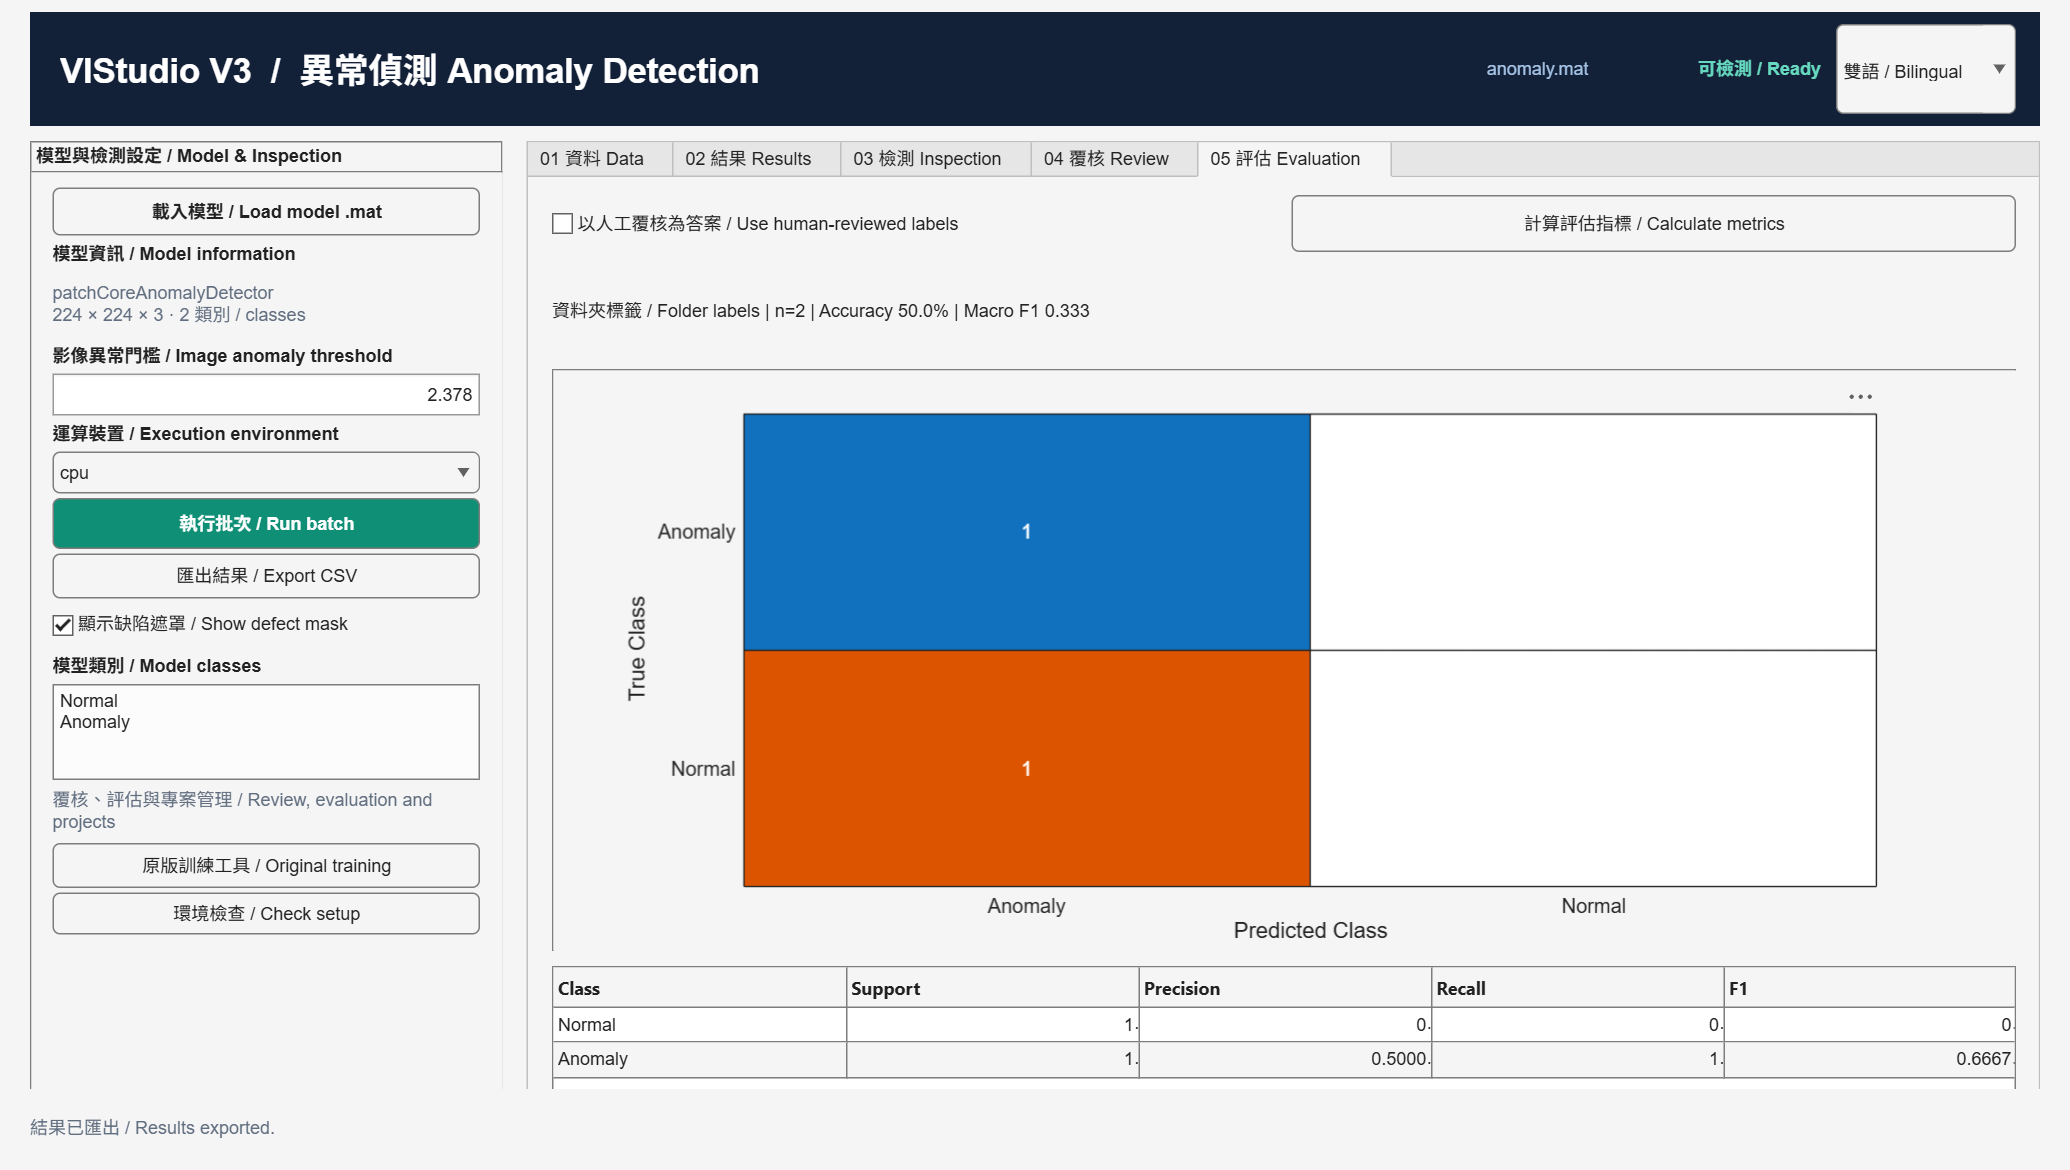 VIStudio V3 / 異常偵測 Anomaly Detection
anomaly.mat
可檢測 / Ready
雙語 / Bilingual
模型與檢測設定 / Model & Inspection
載入模型 / Load model .mat
模型資訊 / Model information
patchCoreAnomalyDetector
224 × 224 × 3 · 2 類別 / classes
影像異常門檻 / Image anomaly threshold
2.378
運算裝置 / Execution environment
cpu
執行批次 / Run batch
匯出結果 / Export CSV
顯示缺陷遮罩 / Show defect mask
模型類別 / Model classes
Normal
Anomaly
覆核、評估與專案管理 / Review, evaluation and
projects
原版訓練工具 / Original training
環境檢查 / Check setup
01 資料 Data
02 結果 Results
03 檢測 Inspection
04 覆核 Review
05 評估 Evaluation
以人工覆核為答案 / Use human-reviewed labels
計算評估指標 / Calculate metrics
資料夾標籤 / Folder labels | n=2 | Accuracy 50.0% | Macro F1 0.333
...
True Class
Anomaly
1
Normal
1
Anomaly
Normal
Predicted Class
Class Support Precision Recall F1
Normal 1. 0. 0. 0.
Anomaly 1. 0.5000. 1. 0.6667.
結果已匯出 / Results exported.